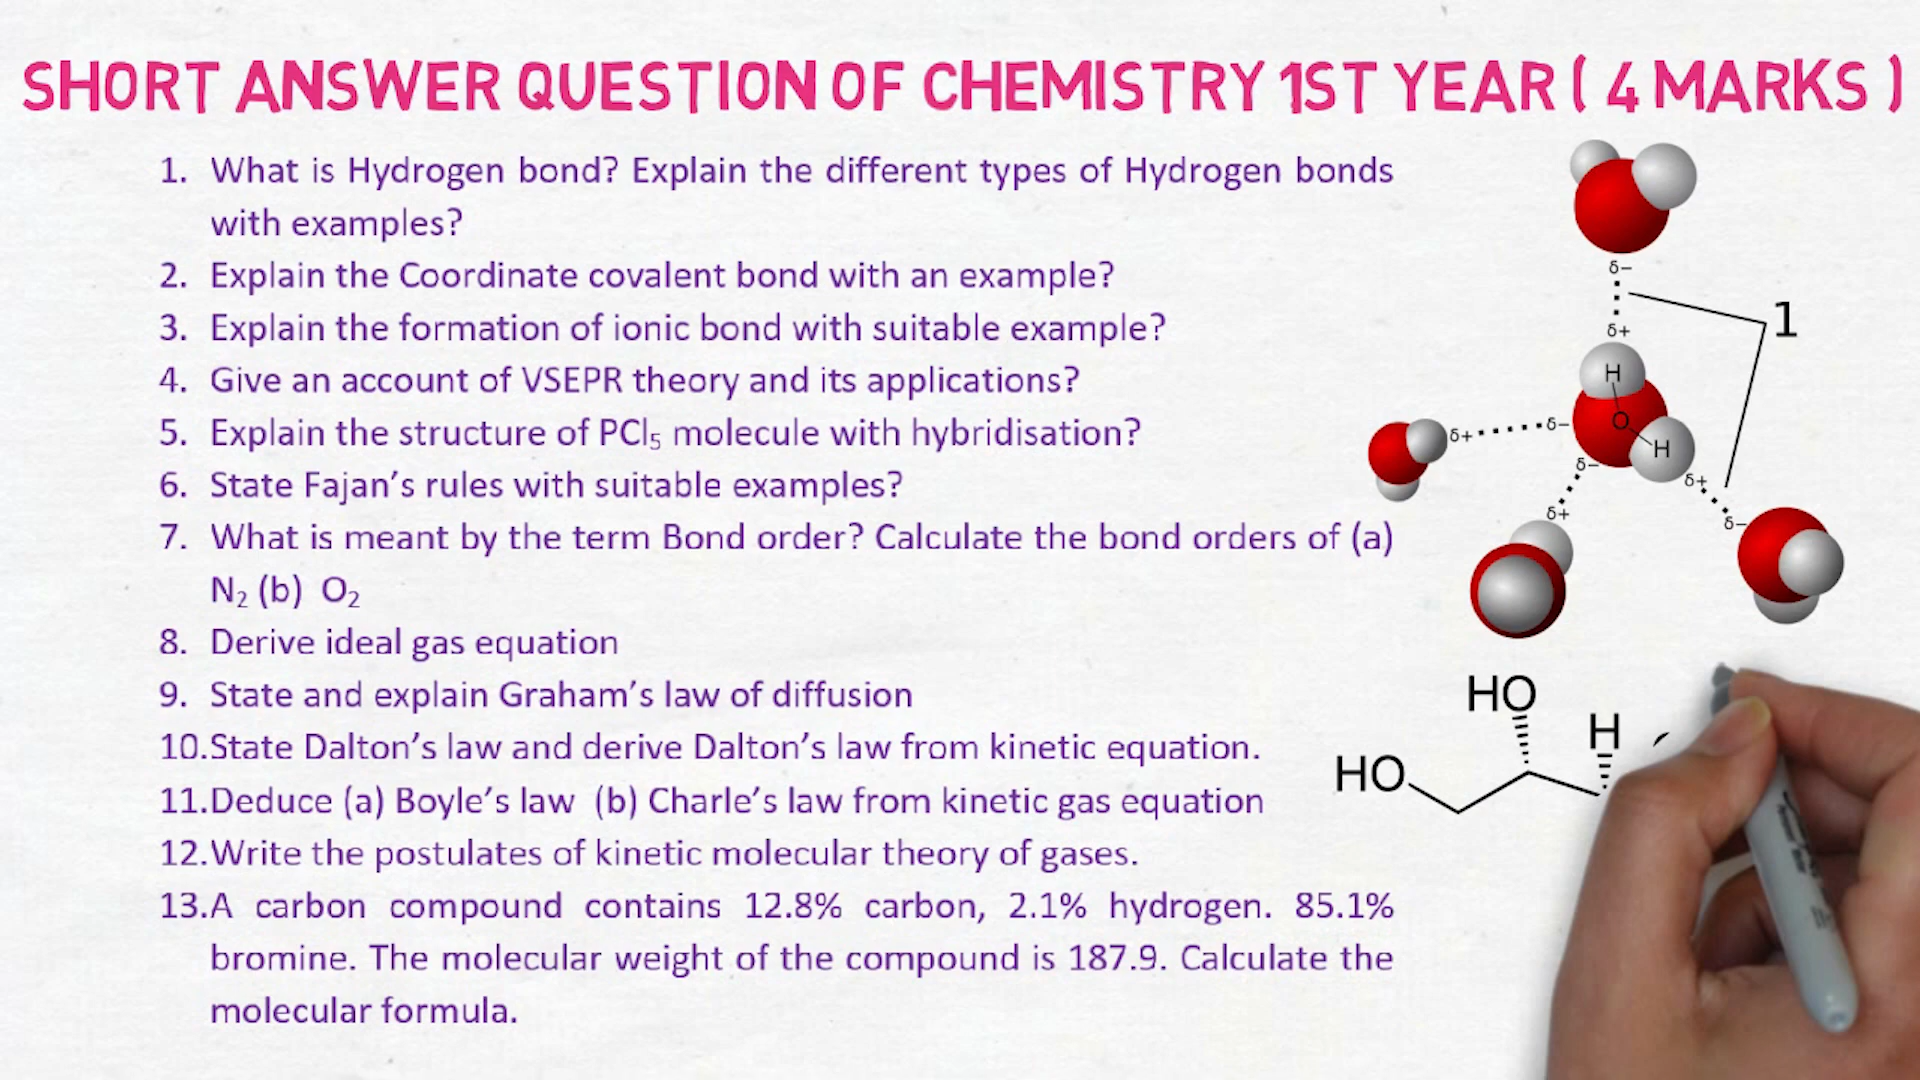 SHORT ANSWER QUESTION OF CHEMISTRY 1ST YEAR ( 4 MARKS )
1. What is Hydrogen bond? Explain the different types of Hydrogen bonds
with examples?
2. Explain the Coordinate covalent bond with an example?
3. Explain the formation of ionic bond with suitable example?
4. Give an account of VSEPR theory and its applications?
5. Explain the structure of PCl₅ molecule with hybridisation?
6. State Fajan’s rules with suitable examples?
7. What is meant by the term Bond order? Calculate the bond orders of (a)
N₂ (b) O₂
8. Derive ideal gas equation
9. State and explain Graham’s law of diffusion
10.State Dalton’s law and derive Dalton’s law from kinetic equation.
11.Deduce (a) Boyle’s law (b) Charle’s law from kinetic gas equation
12.Write the postulates of kinetic molecular theory of gases.
13.A carbon compound contains 12.8% carbon, 2.1% hydrogen. 85.1%
bromine. The molecular weight of the compound is 187.9. Calculate the
molecular formula.
δ−
1
δ+
H
O
H
δ+ δ−
δ−
δ+
δ+
δ−
HO
H
HO